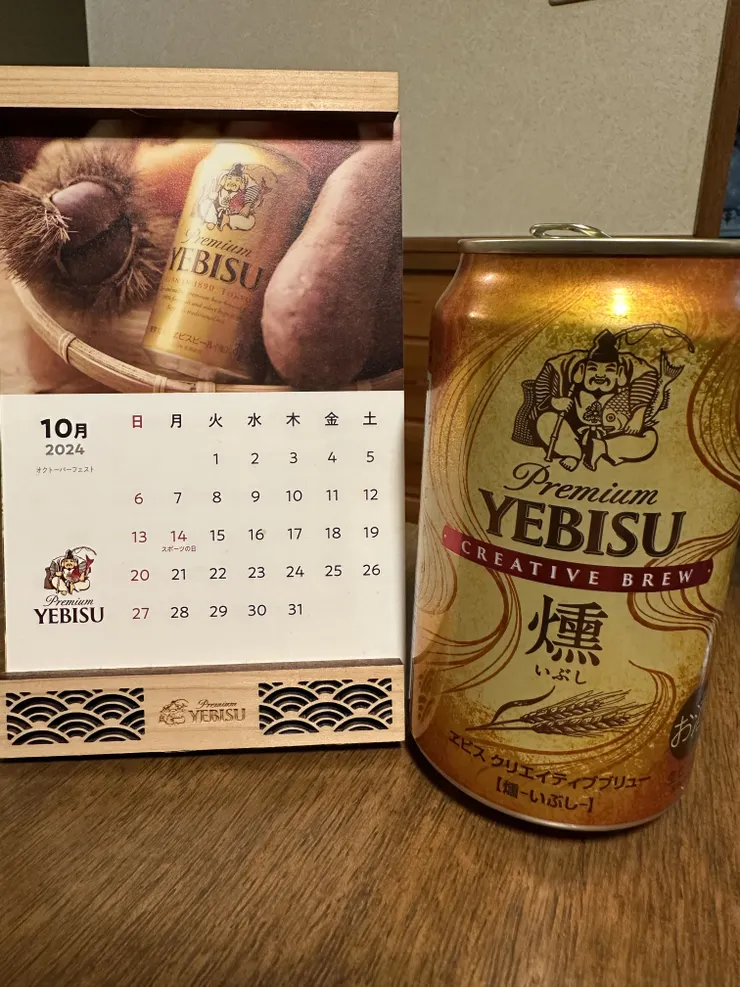 Premium
YEBISU
10月
2024
オクトーバーフェスト
日 月 火 水 木 金 土
1 2 3 4 5
6 7 8 9 10 11 12
13 14 15 16 17 18 19
スポーツの日
20 21 22 23 24 25 26
27 28 29 30 31
Premium
YEBISU
Premium
YEBISU
Premium
YEBISU
CREATIVE BREW
燻
いぶし
ヱビス クリエイティブブリュー
[燻-いぶし-]
お